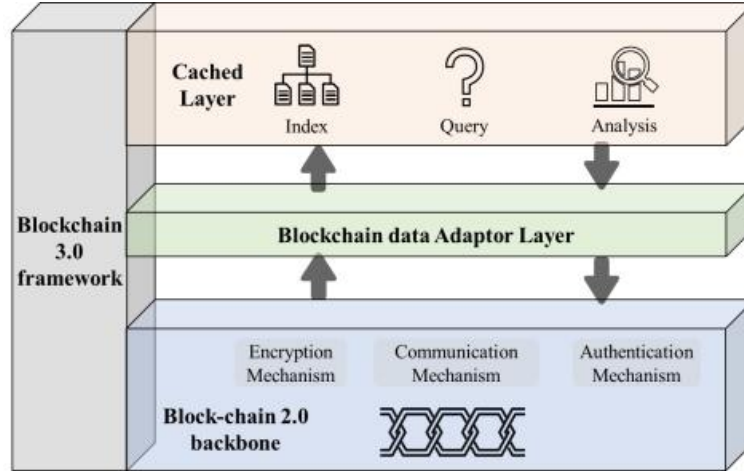 Cached
Layer
Index
Query
Analysis
Blockchain
3.0
framework
Blockchain data Adaptor Layer
Encryption
Mechanism
Communication
Mechanism
Authentication
Mechanism
Block-chain 2.0
backbone